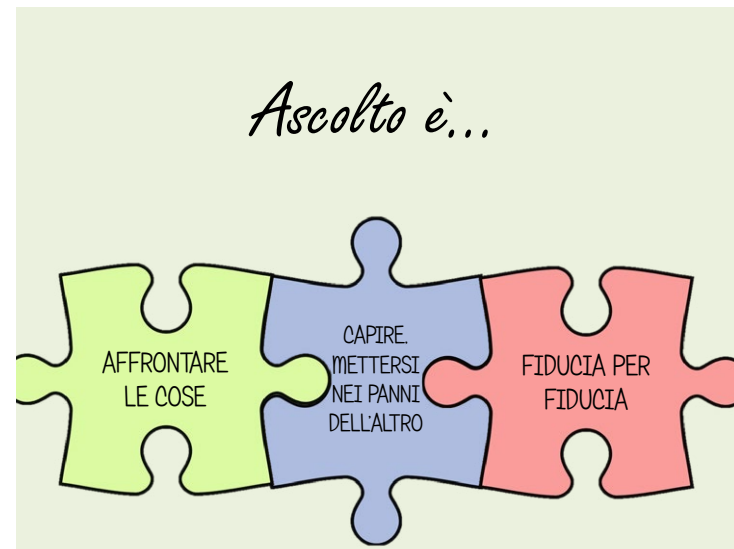 Ascolto è...
AFFRONTARE
LE COSE
CAPIRE.
METTERSI
NEI PANNI
DELL'ALTRO
FIDUCIA PER
FIDUCIA